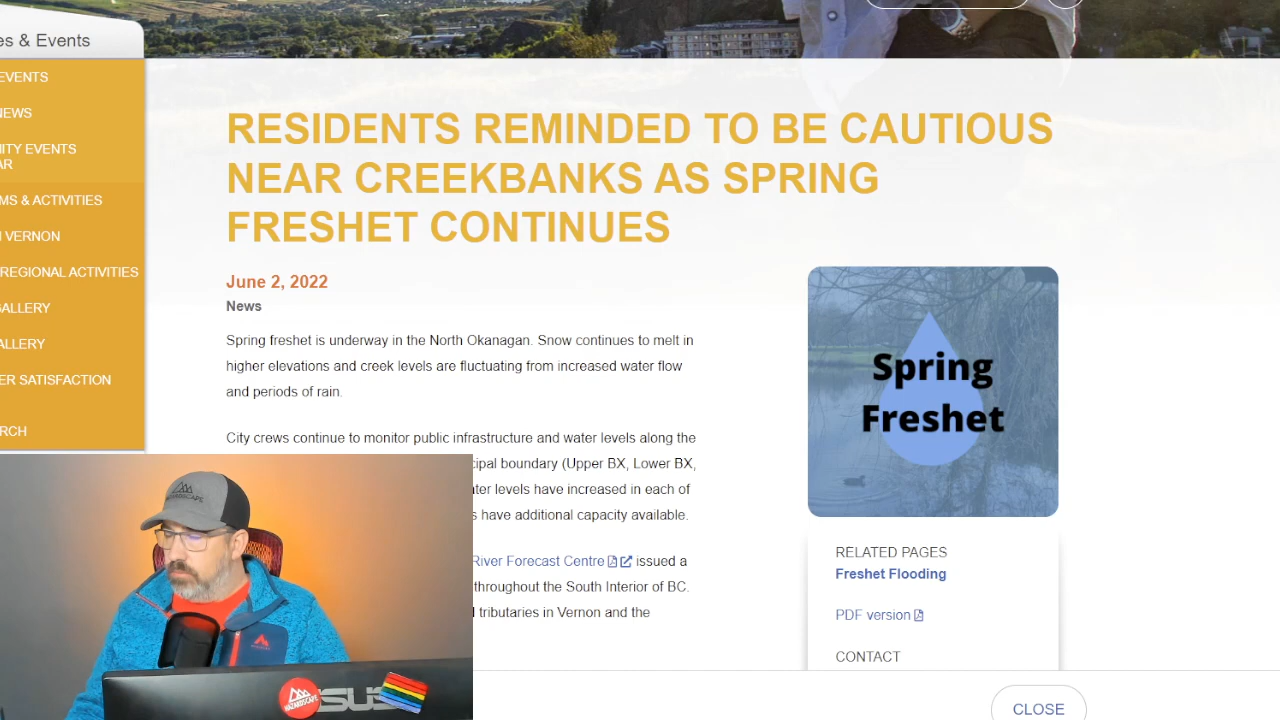 es & Events
EVENTS
NEWS
ITY EVENTS
AR
MS & ACTIVITIES
VERNON
REGIONAL ACTIVITIES
GALLERY
ALLERY
ER SATISFACTION
RCH
RESIDENTS REMINDED TO BE CAUTIOUS
NEAR CREEKBANKS AS SPRING
FRESHET CONTINUES
June 2, 2022
News
Spring freshet is underway in the North Okanagan. Snow continues to melt in
higher elevations and creek levels are fluctuating from increased water flow
and periods of rain.
City crews continue to monitor public infrastructure and water levels along the
cipal boundary (Upper BX, Lower BX,
ter levels have increased in each of
s have additional capacity available.
River Forecast Centre issued a
throughout the South Interior of BC.
tributaries in Vernon and the
Spring
Freshet
RELATED PAGES
Freshet Flooding
PDF version
CONTACT
CLOSE
HAZARDSCAPE
HAZARDSCAPE
ASUS